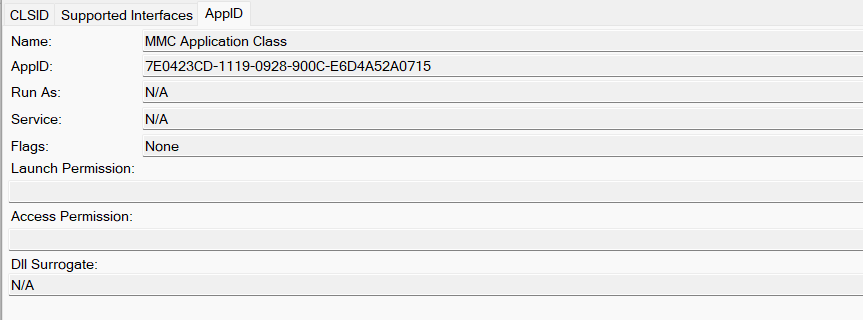 CLSID Supported Interfaces AppID
Name: MMC Application Class
AppID: 7E0423CD-1119-0928-900C-E6D4A52A0715
Run As: N/A
Service: N/A
Flags: None
Launch Permission:
Access Permission:
Dll Surrogate:
N/A